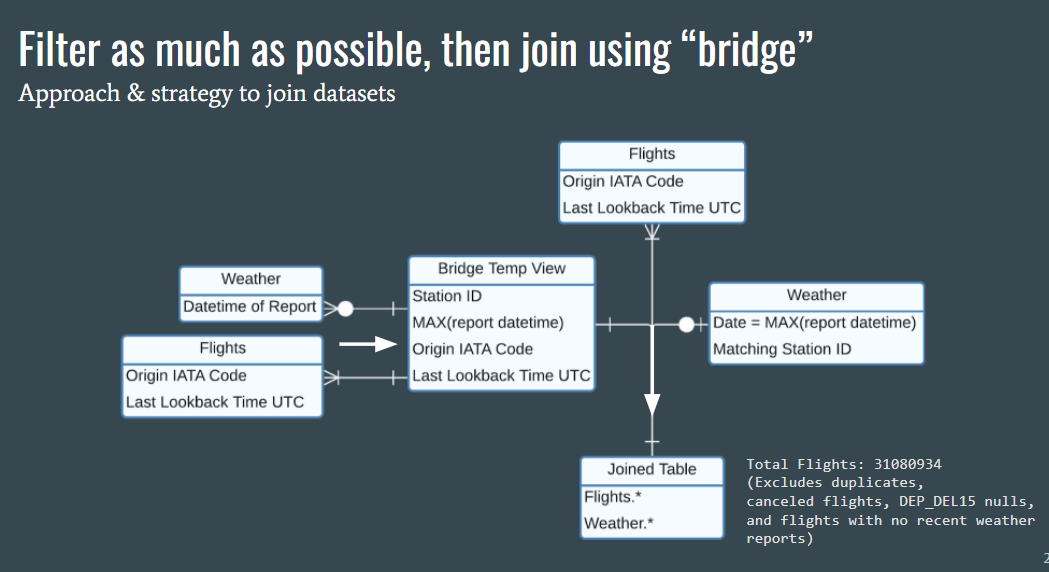 Filter as much as possible, then join using “bridge”
Approach & strategy to join datasets
Flights
Origin IATA Code
Last Lookback Time UTC
Weather
Datetime of Report
Flights
Origin IATA Code
Last Lookback Time UTC
Bridge Temp View
Station ID
MAX(report datetime)
Origin IATA Code
Last Lookback Time UTC
Weather
Date = MAX(report datetime)
Matching Station ID
Joined Table
Flights.*
Weather.*
Total Flights: 31080934
(Excludes duplicates,
canceled flights, DEP_DEL15 nulls,
and flights with no recent weather
reports)